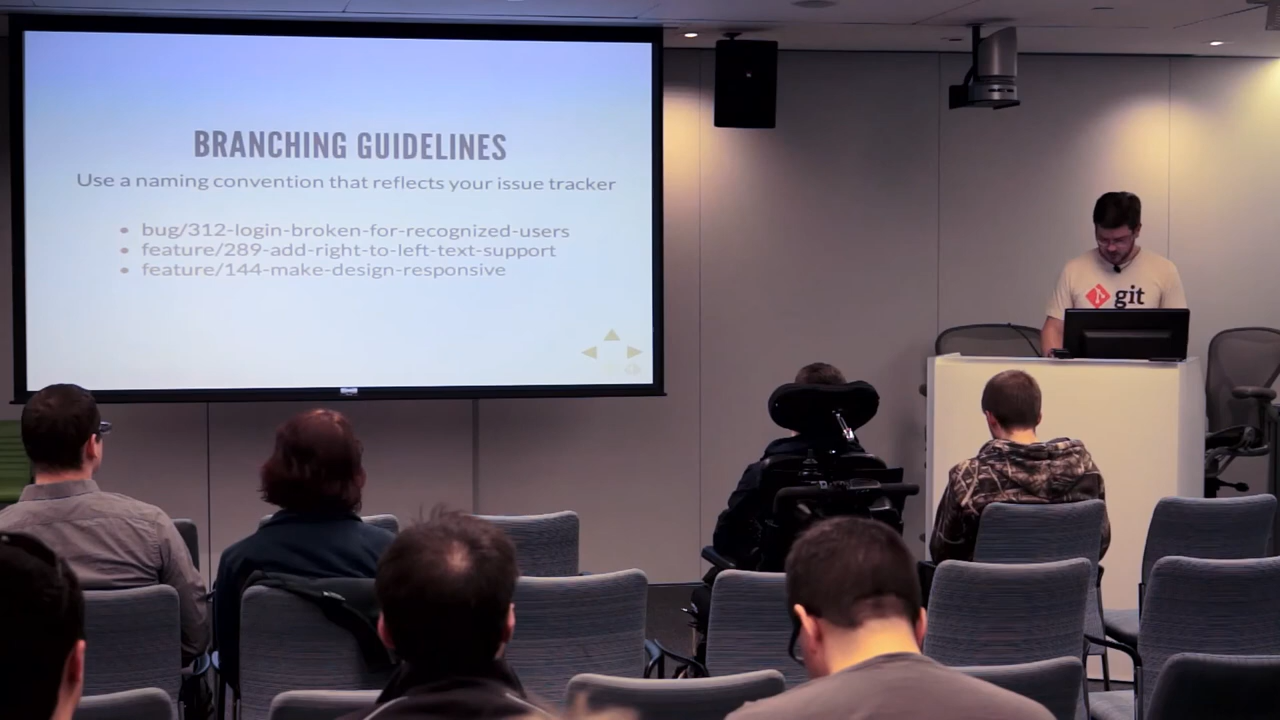 BRANCHING GUIDELINES
Use a naming convention that reflects your issue tracker
bug/312-login-broken-for-recognized-users
feature/289-add-right-to-left-text-support
feature/144-make-design-responsive
git